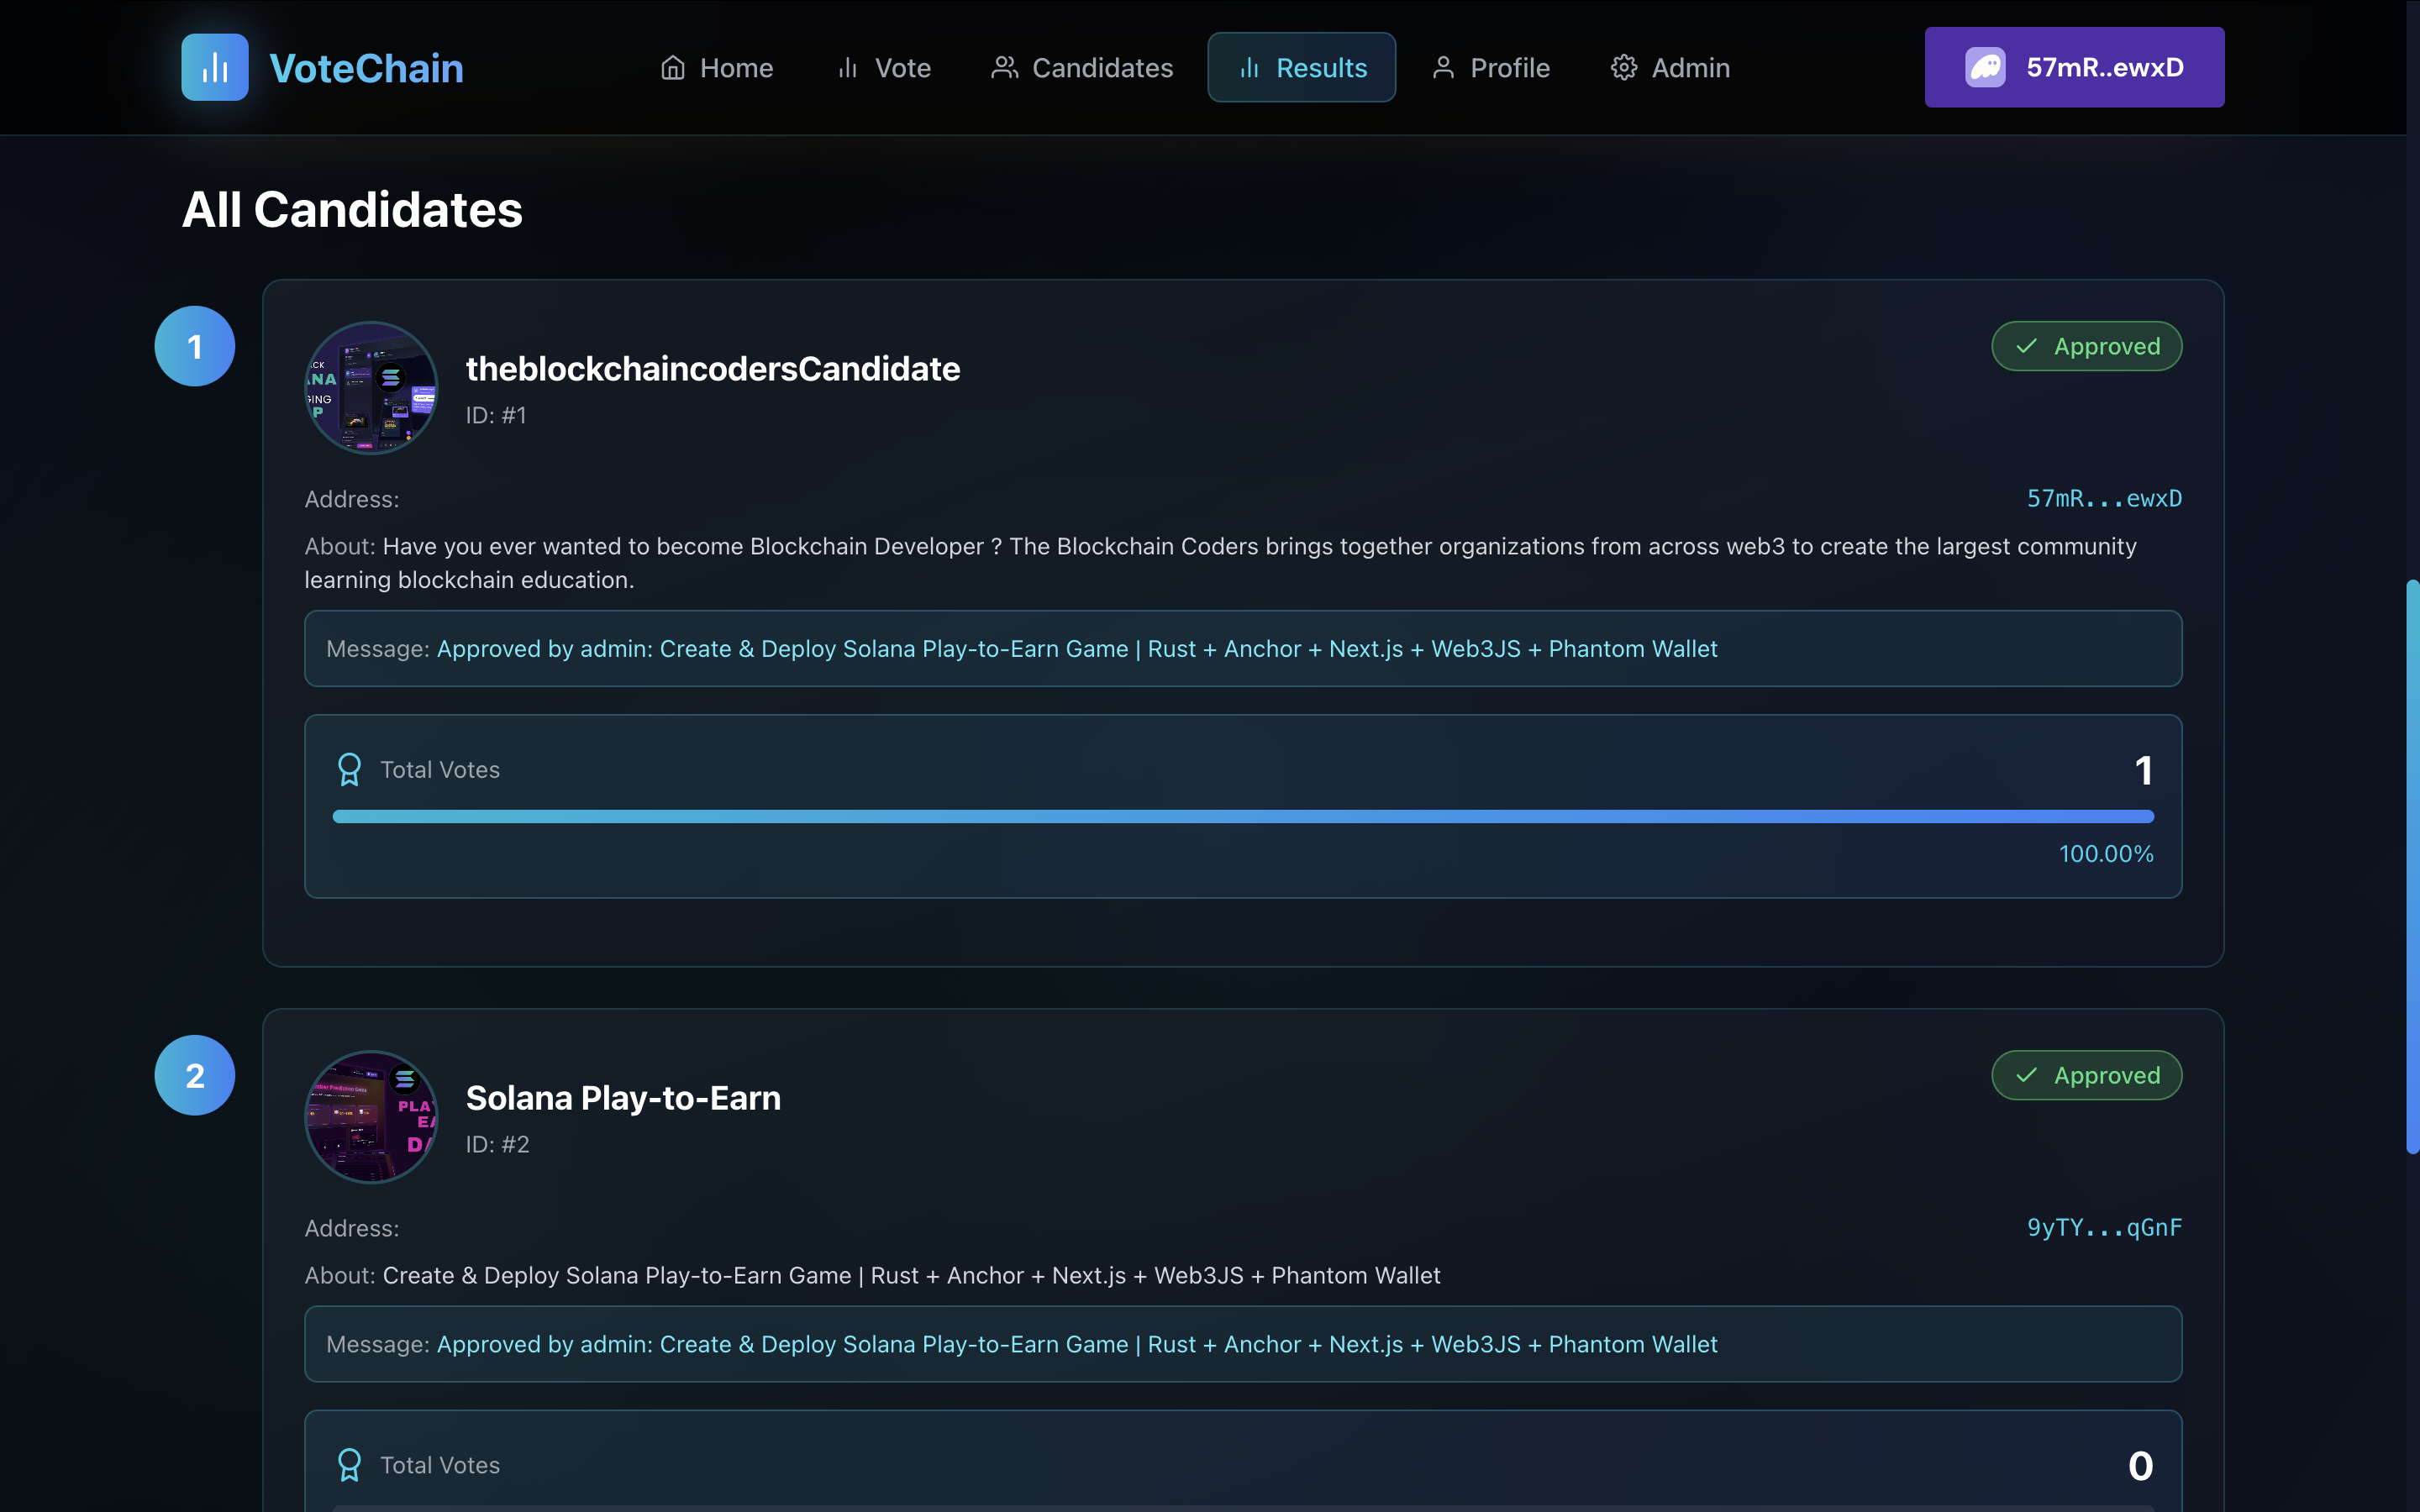 VoteChain
Home
Vote
Candidates
Results
Profile
Admin
57mR..ewxD
All Candidates
1
theblockchaincodersCandidate
ID: #1
Approved
Address:
57mR...ewxD
About: Have you ever wanted to become Blockchain Developer ? The Blockchain Coders brings together organizations from across web3 to create the largest community
learning blockchain education.
Message: Approved by admin: Create & Deploy Solana Play-to-Earn Game | Rust + Anchor + Next.js + Web3JS + Phantom Wallet
Total Votes
1
100.00%
2
Solana Play-to-Earn
ID: #2
Approved
Address:
9yTY...qGnF
About: Create & Deploy Solana Play-to-Earn Game | Rust + Anchor + Next.js + Web3JS + Phantom Wallet
Message: Approved by admin: Create & Deploy Solana Play-to-Earn Game | Rust + Anchor + Next.js + Web3JS + Phantom Wallet
Total Votes
0